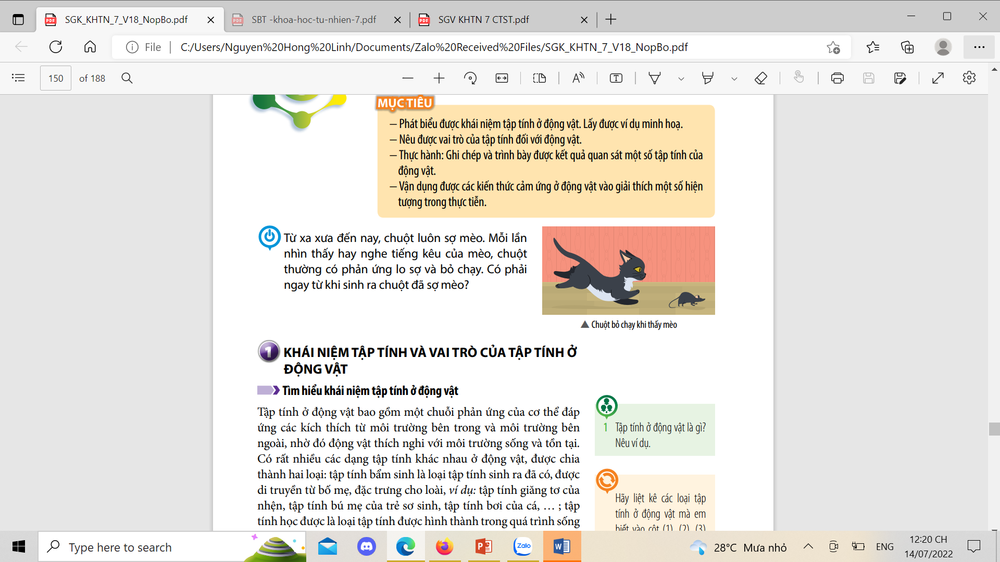 SGK_KHTN_7_V18_NopBo.pdf
SBT -khoa-hoc-tu-nhien-7.pdf
SGV KHTN 7 CTST.pdf
File
C:/Users/Nguyen%20Hong%20Linh/Documents/Zalo%20Received%20Files/SGK_KHTN_7_V18_NopBo.pdf
150 of 188
MỤC TIÊU
– Phát biểu được khái niệm tập tính ở động vật. Lấy được ví dụ minh hoạ.
– Nêu được vai trò của tập tính đối với động vật.
– Thực hành: Ghi chép và trình bày được kết quả quan sát một số tập tính của
động vật.
– Vận dụng được các kiến thức cảm ứng ở động vật vào giải thích một số hiện
tượng trong thực tiễn.
Từ xa xưa đến nay, chuột luôn sợ mèo. Mỗi lần
nhìn thấy hay nghe tiếng kêu của mèo, chuột
thường có phản ứng lo sợ và bỏ chạy. Có phải
ngay từ khi sinh ra chuột đã sợ mèo?
▲ Chuột bỏ chạy khi thấy mèo
1 KHÁI NIỆM TẬP TÍNH VÀ VAI TRÒ CỦA TẬP TÍNH Ở
ĐỘNG VẬT
Tìm hiểu khái niệm tập tính ở động vật
Tập tính ở động vật bao gồm một chuỗi phản ứng của cơ thể đáp
ứng các kích thích từ môi trường bên trong và môi trường bên
ngoài, nhờ đó động vật thích nghi với môi trường sống và tồn tại.
Có rất nhiều các dạng tập tính khác nhau ở động vật, được chia
thành hai loại: tập tính bẩm sinh là loại tập tính sinh ra đã có, được
di truyền từ bố mẹ, đặc trưng cho loài, ví dụ: tập tính giăng tơ của
nhện, tập tính bú mẹ của trẻ sơ sinh, tập tính bơi của cá, … ; tập
tính học được là loại tập tính được hình thành trong quá trình sống
1 Tập tính ở động vật là gì?
Nêu ví dụ.
Hãy liệt kê các loại tập
tính ở động vật mà em
biết vào cột (1), (2), (3)
Type here to search
Zalo
28°C Mưa nhỏ
ENG
12:20 CH
14/07/2022